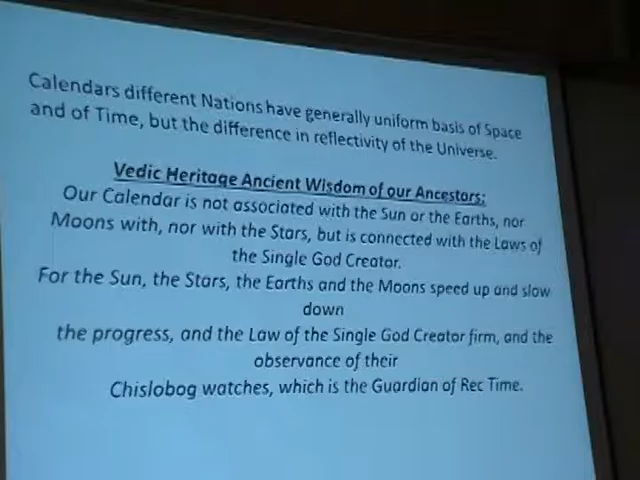 Calendars different Nations have generally uniform basis of Space
and of Time, but the difference in reflectivity of the Universe.
Vedic Heritage Ancient Wisdom of our Ancestors:
Our Calendar is not associated with the Sun or the Earths, nor
Moons with, nor with the Stars, but is connected with the Laws of
the Single God Creator.
For the Sun, the Stars, the Earths and the Moons speed up and slow
down
the progress, and the Law of the Single God Creator firm, and the
observance of their
Chislobog watches, which is the Guardian of Rec Time.